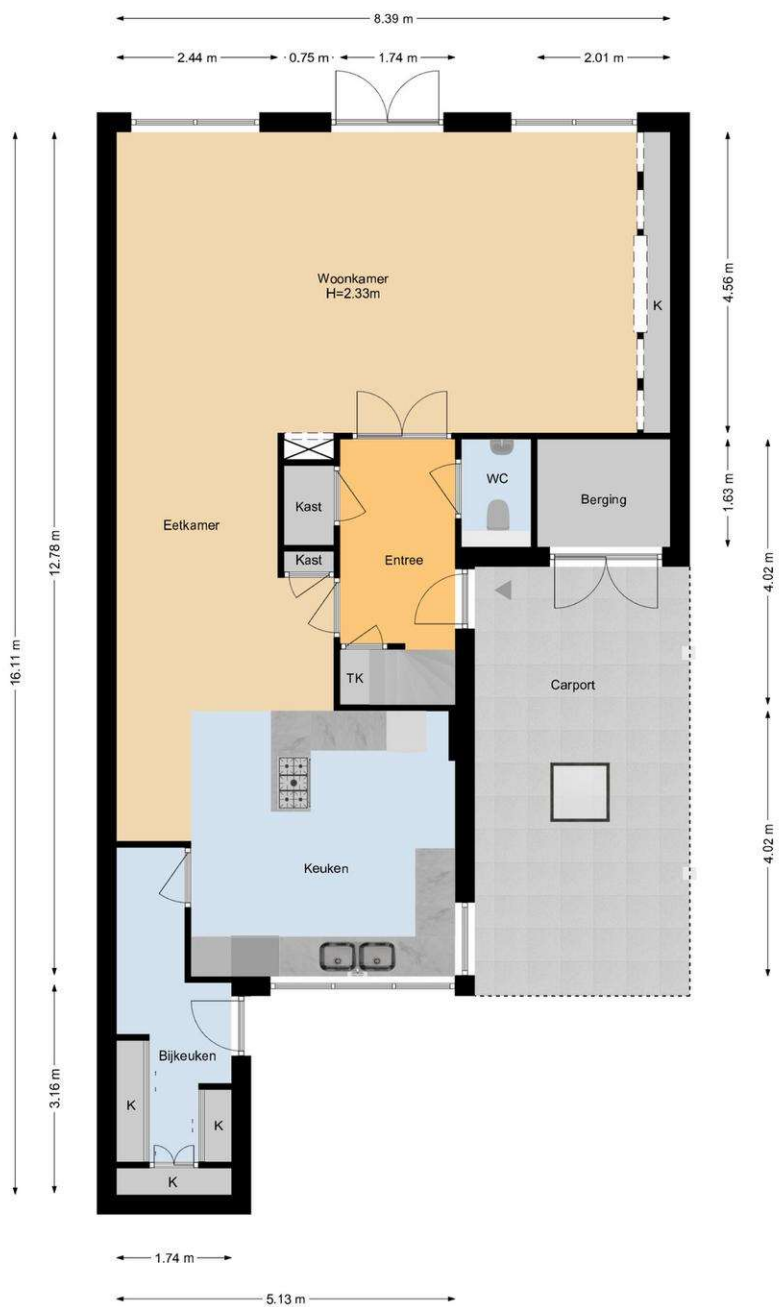 8.39 m
2.44 m
0.75 m
1.74 m
2.01 m
Woonkamer
H=2.33m
K
4.56 m
WC
Kast
Berging
1.63 m
Eetkamer
12.78 m
Kast
Entree
4.02 m
16.11 m
TK
Carport
Keuken
4.02 m
Bijkeuken
3.16 m
K
K
K
1.74 m
5.13 m